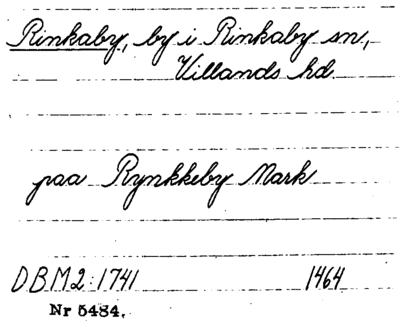 Rinkaby, by i Rinkaby sn,
Villands hd.
paa Rynkkeby Mark
DBM2:1741 1464
Nr 5484.